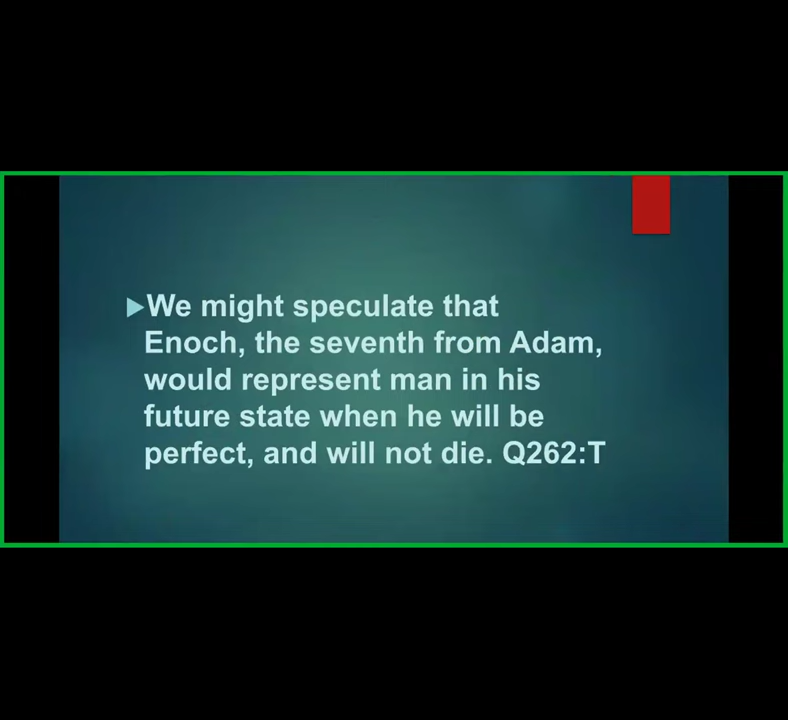 We might speculate that
Enoch, the seventh from Adam,
would represent man in his
future state when he will be
perfect, and will not die. Q262:T